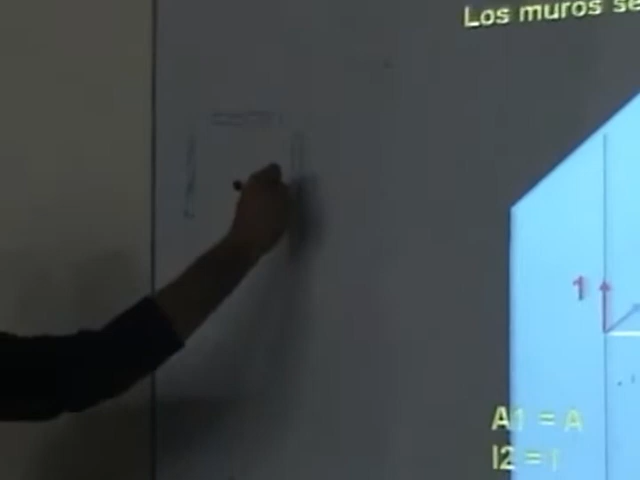 Los muros se
1
A1 = A
I2 = I